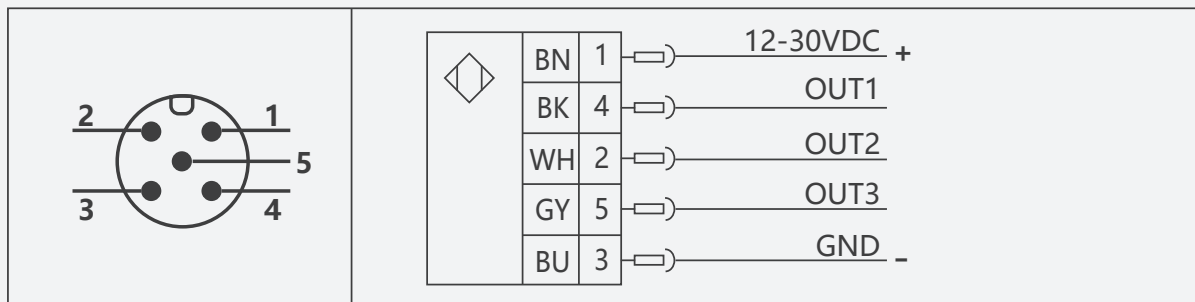 2 1
5
3 4
BN 1 12-30VDC +
BK 4 OUT1
WH 2 OUT2
GY 5 OUT3
BU 3 GND -